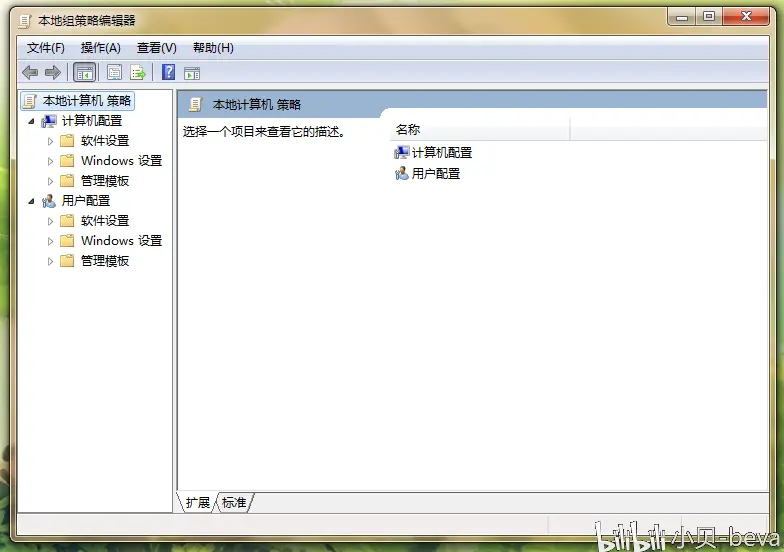 本地组策略编辑器
文件(F) 操作(A) 查看(V) 帮助(H)
本地计算机 策略
计算机配置
软件设置
Windows 设置
管理模板
用户配置
软件设置
Windows 设置
管理模板
本地计算机 策略
选择一个项目来查看它的描述。
名称
计算机配置
用户配置
扩展 标准
bilibili 小贝-beva